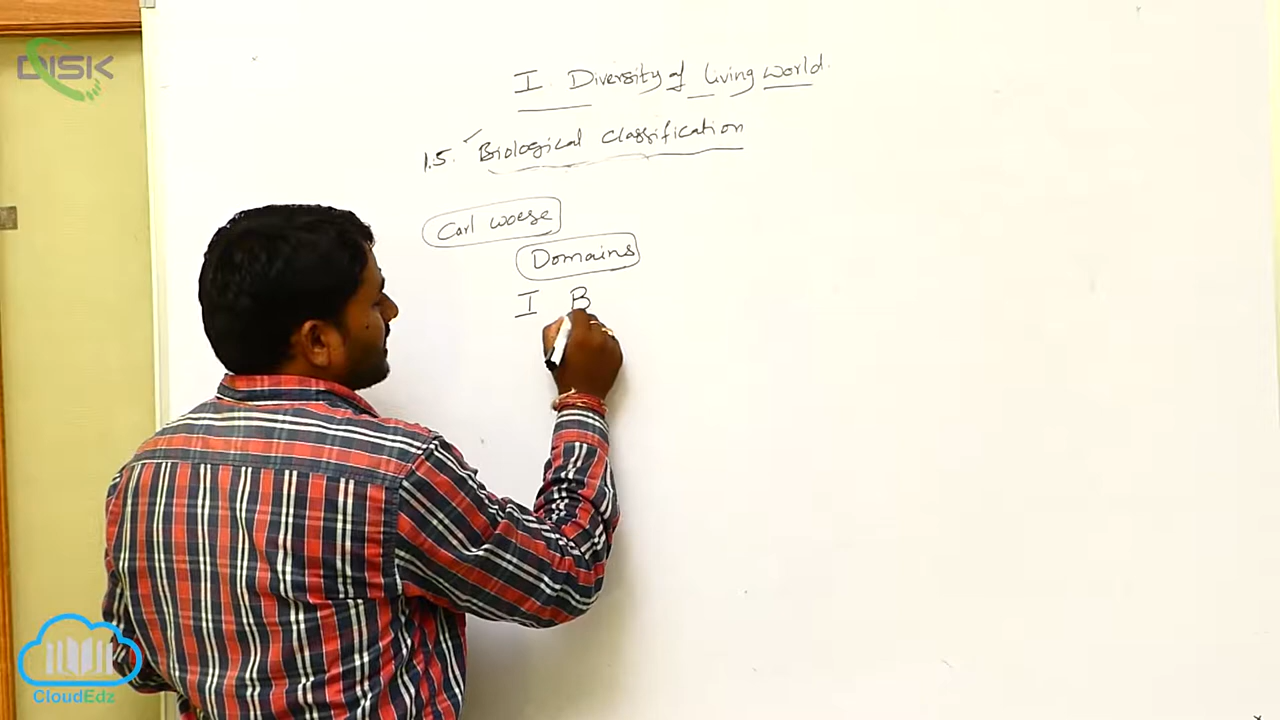 DISK
I. Diversity of living world.
1.5. Biological classification
Carl woese
Domains
I B
CloudEdz